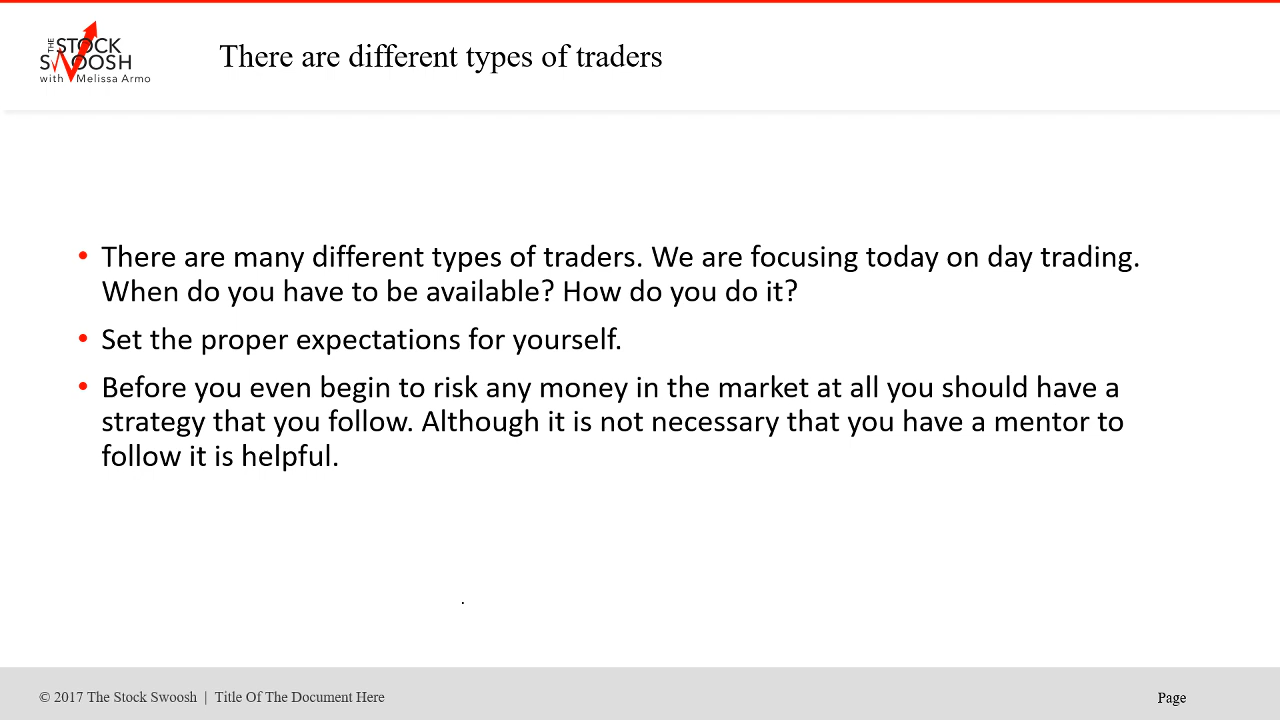 THE STOCK
SWOOSH
with Melissa Armo
There are different types of traders
• There are many different types of traders. We are focusing today on day trading.
When do you have to be available? How do you do it?
• Set the proper expectations for yourself.
• Before you even begin to risk any money in the market at all you should have a
strategy that you follow. Although it is not necessary that you have a mentor to
follow it is helpful.
.
© 2017 The Stock Swoosh | Title Of The Document Here
Page